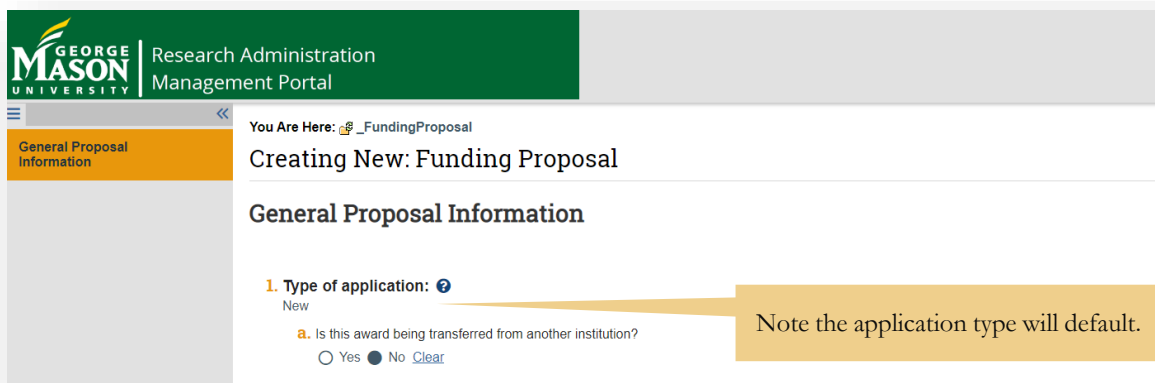 GEORGE
MASON
UNIVERSITY
Research Administration
Management Portal
General Proposal
Information
You Are Here: _FundingProposal
Creating New: Funding Proposal
General Proposal Information
1. Type of application:
New
a. Is this award being transferred from another institution?
Yes No Clear
Note the application type will default.